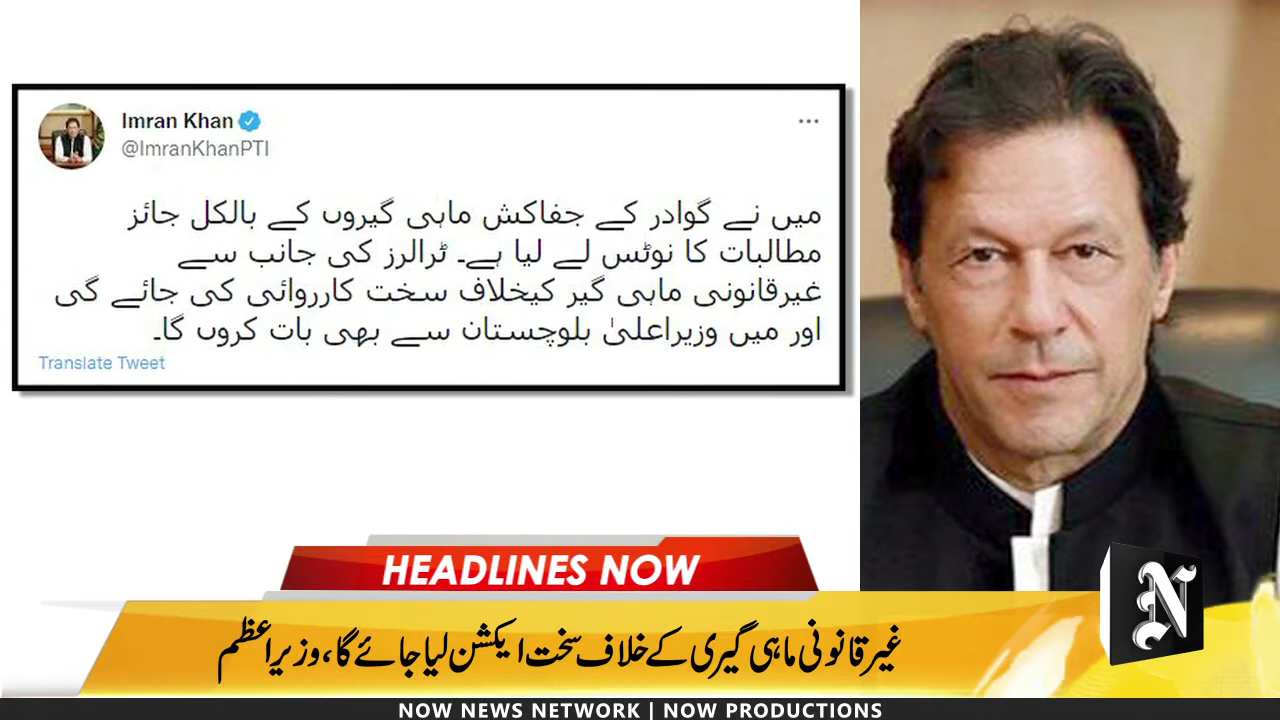 Imran Khan
@ImranKhanPTI
میں نے گوادر کے جفاکش ماہی گیروں کے بالکل جائز
مطالبات کا نوٹس لے لیا ہے۔ ٹرالرز کی جانب سے
غیرقانونی ماہی گیر کیخلاف سخت کارروائی کی جائے گی
اور میں وزیراعلیٰ بلوچستان سے بھی بات کروں گا۔
Translate Tweet
HEADLINES NOW
غیر قانونی ماہی گیری کے خلاف سخت ایکشن لیا جائے گا، وزیراعظم
N
NOW NEWS NETWORK | NOW PRODUCTIONS